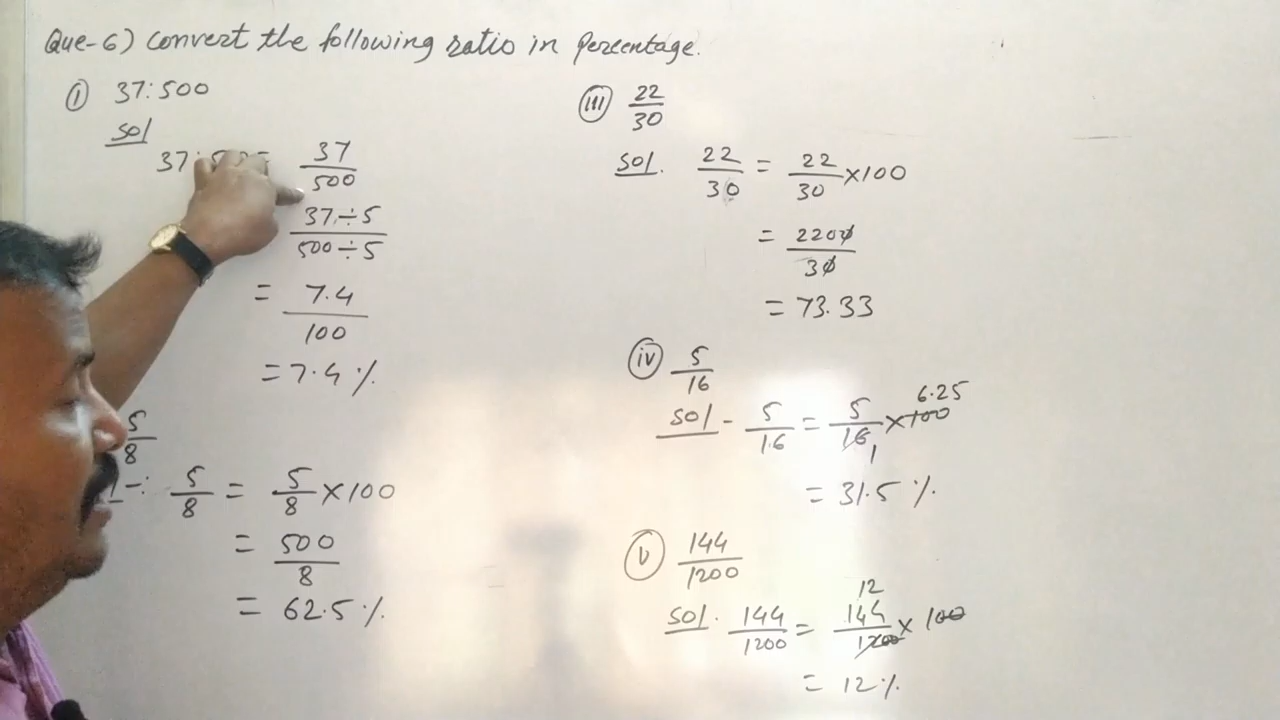 Que-6) Convert the following ratio in Percentage.
(i) 37:500
Sol
37: = 37/500
37÷5/500÷5
= 7.4/100
= 7.4 %
5/8
5/8 = 5/8 × 100
= 500/8
= 62.5 %
(iii) 22/30
Sol. 22/30 = 22/30 × 100
= 2200/30
= 73.33
(iv) 5/16
Sol - 5/16 = 5/16 × 100 6.25 1
= 31.5 %
(v) 144/1200
Sol. 144/1200 = 144/1200 × 100 12
= 12 %